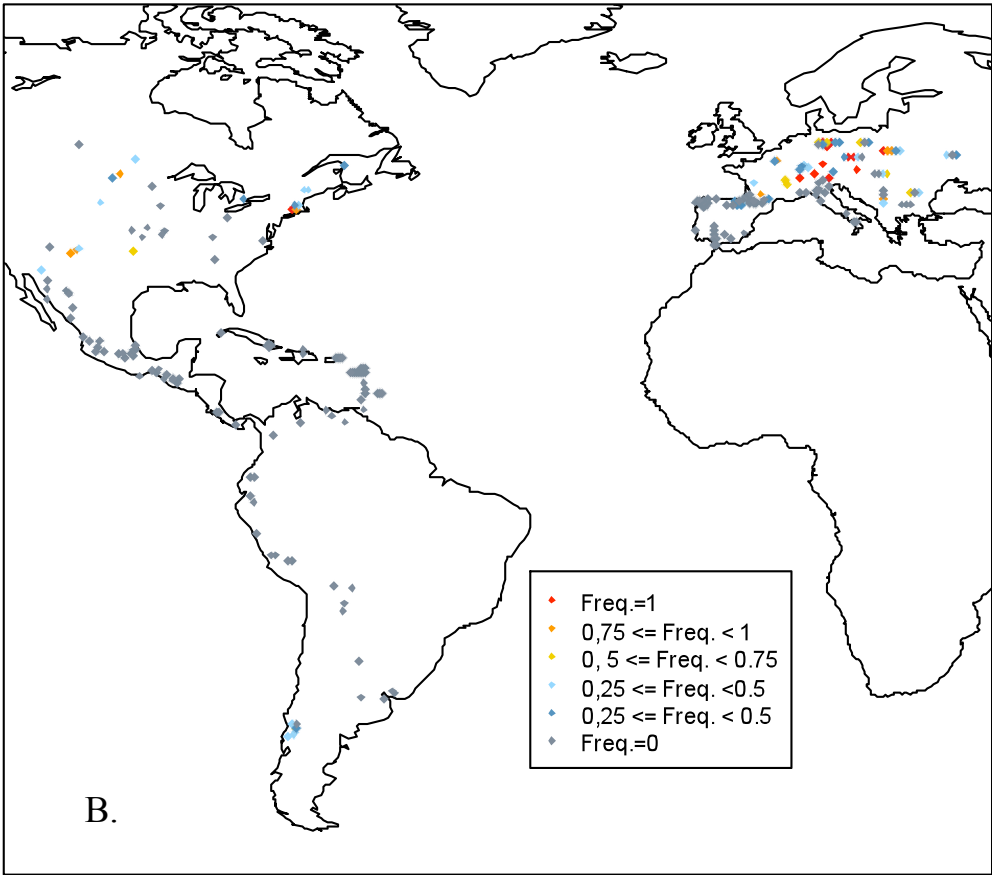 Freq.=1
0,75 <= Freq. < 1
0, 5 <= Freq. < 0.75
0,25 <= Freq. <0.5
0,25 <= Freq. < 0.5
Freq.=0
B.